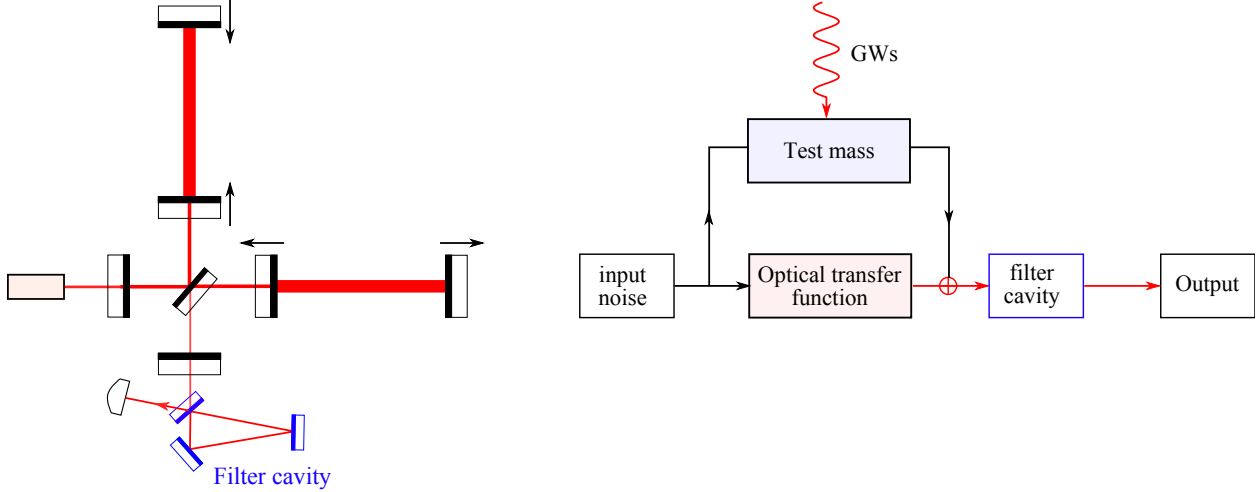 Filter cavity
GWs
Test mass
input
noise
Optical transfer
function
filter
cavity
Output